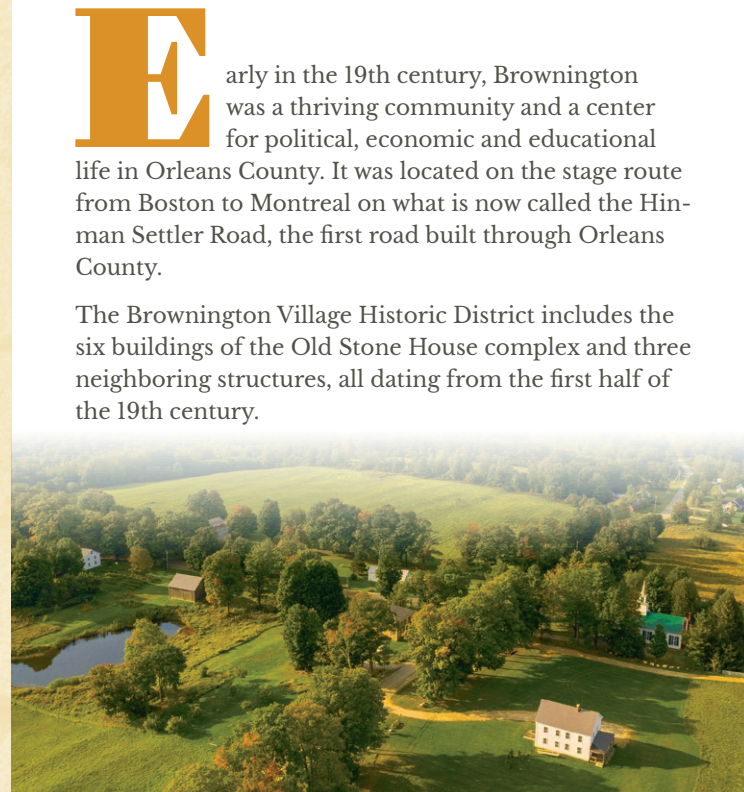 Early in the 19th century, Brownington
was a thriving community and a center
for political, economic and educational
life in Orleans County. It was located on the stage route
from Boston to Montreal on what is now called the Hin-
man Settler Road, the first road built through Orleans
County.
The Brownington Village Historic District includes the
six buildings of the Old Stone House complex and three
neighboring structures, all dating from the first half of
the 19th century.